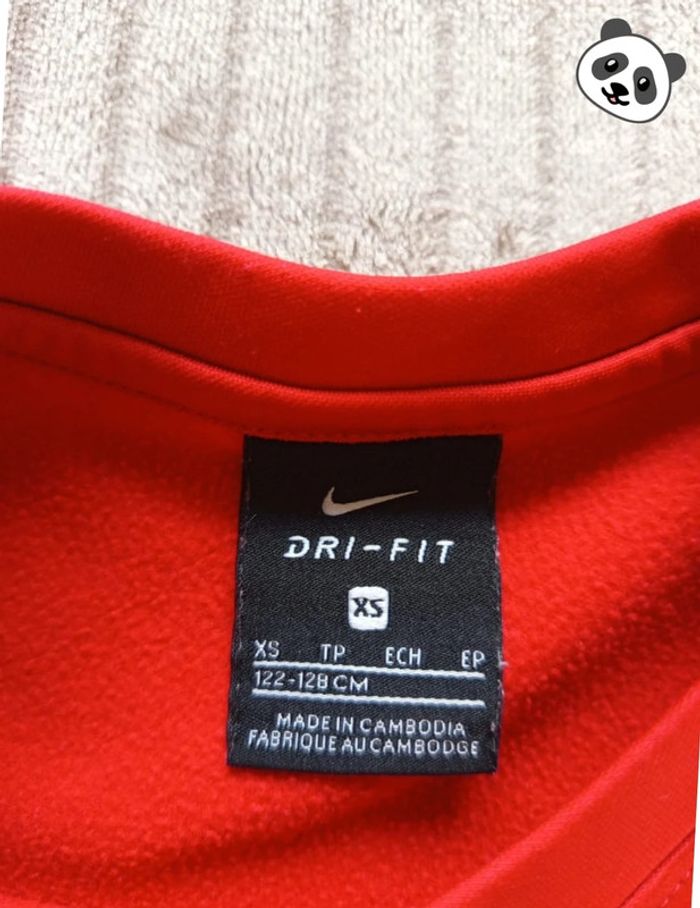 DRI-FIT
XS
XS TP ECH EP
122-128 CM
MADE IN CAMBODIA
FABRIQUE AU CAMBODGE